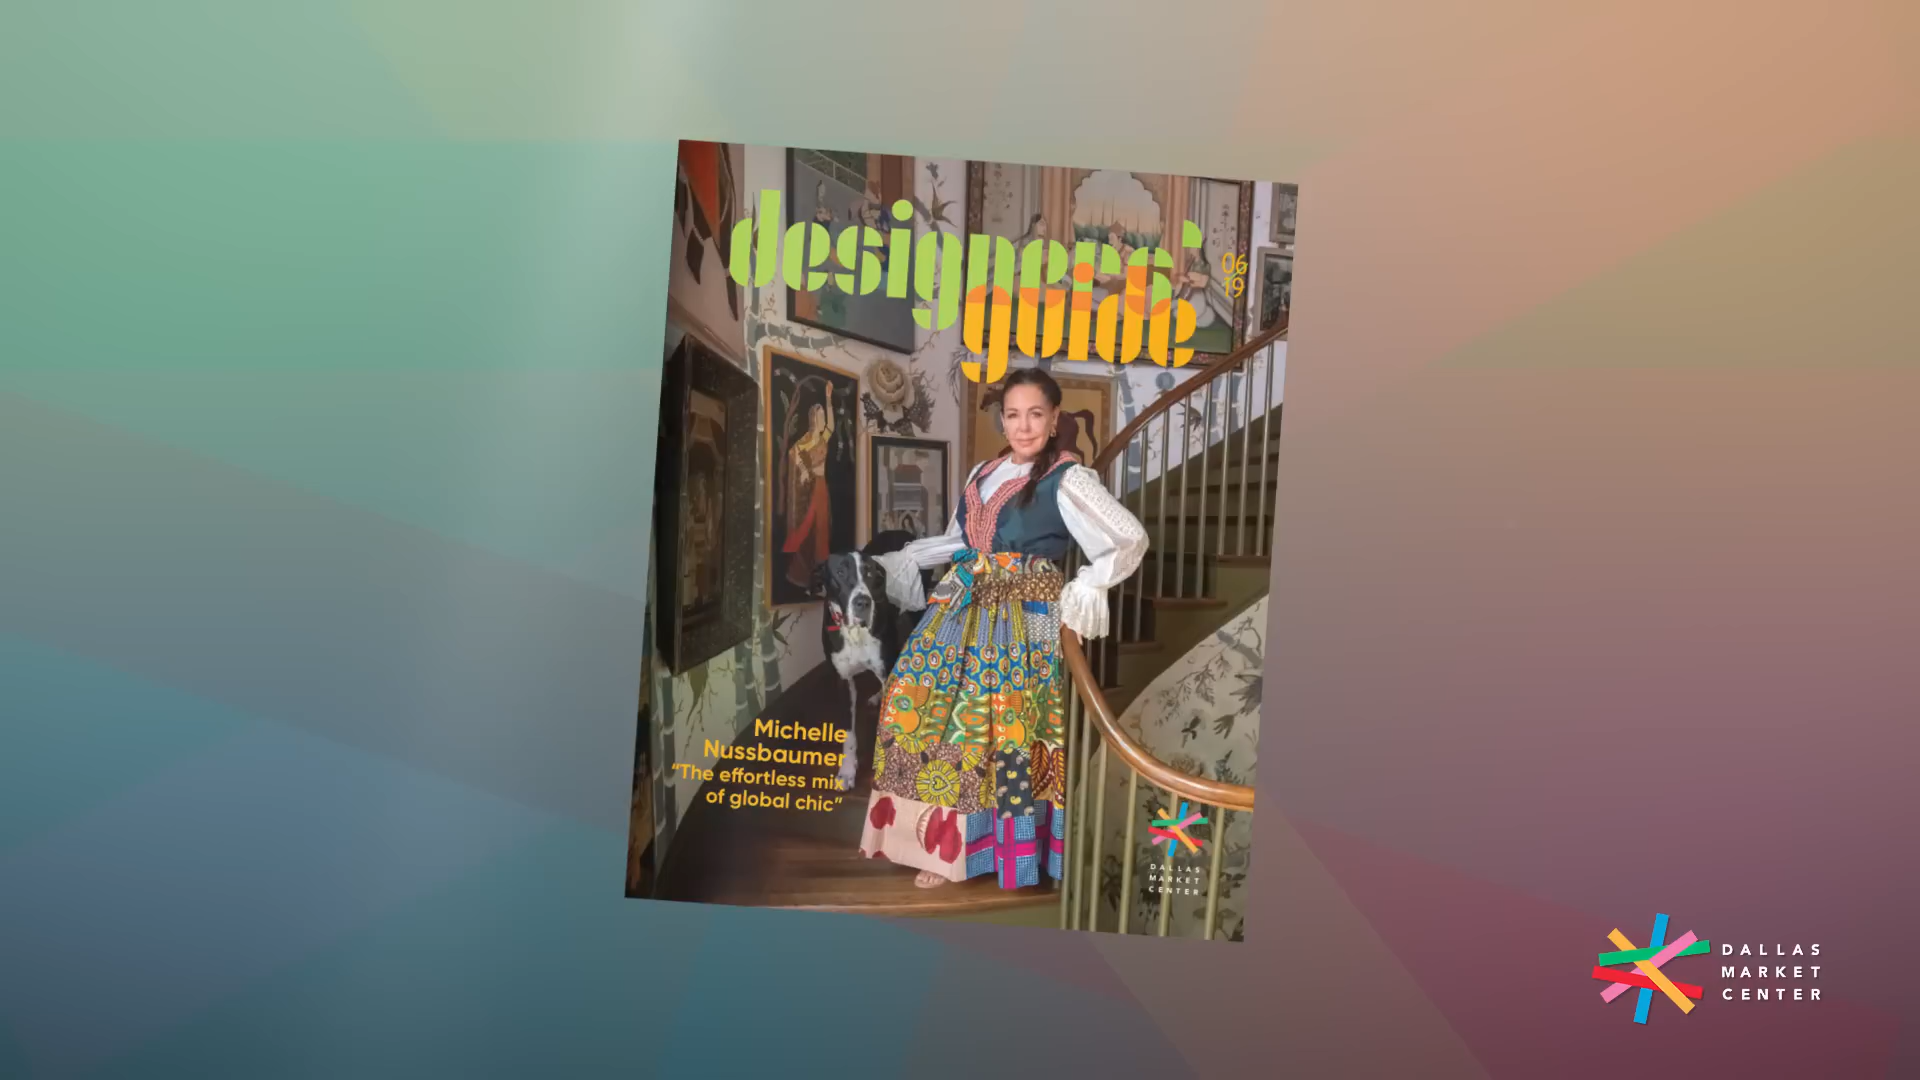 designers'
guide
06
19
Michelle
Nussbaumer
“The effortless mix
of global chic”
DALLAS
MARKET
CENTER
DALLAS
MARKET
CENTER